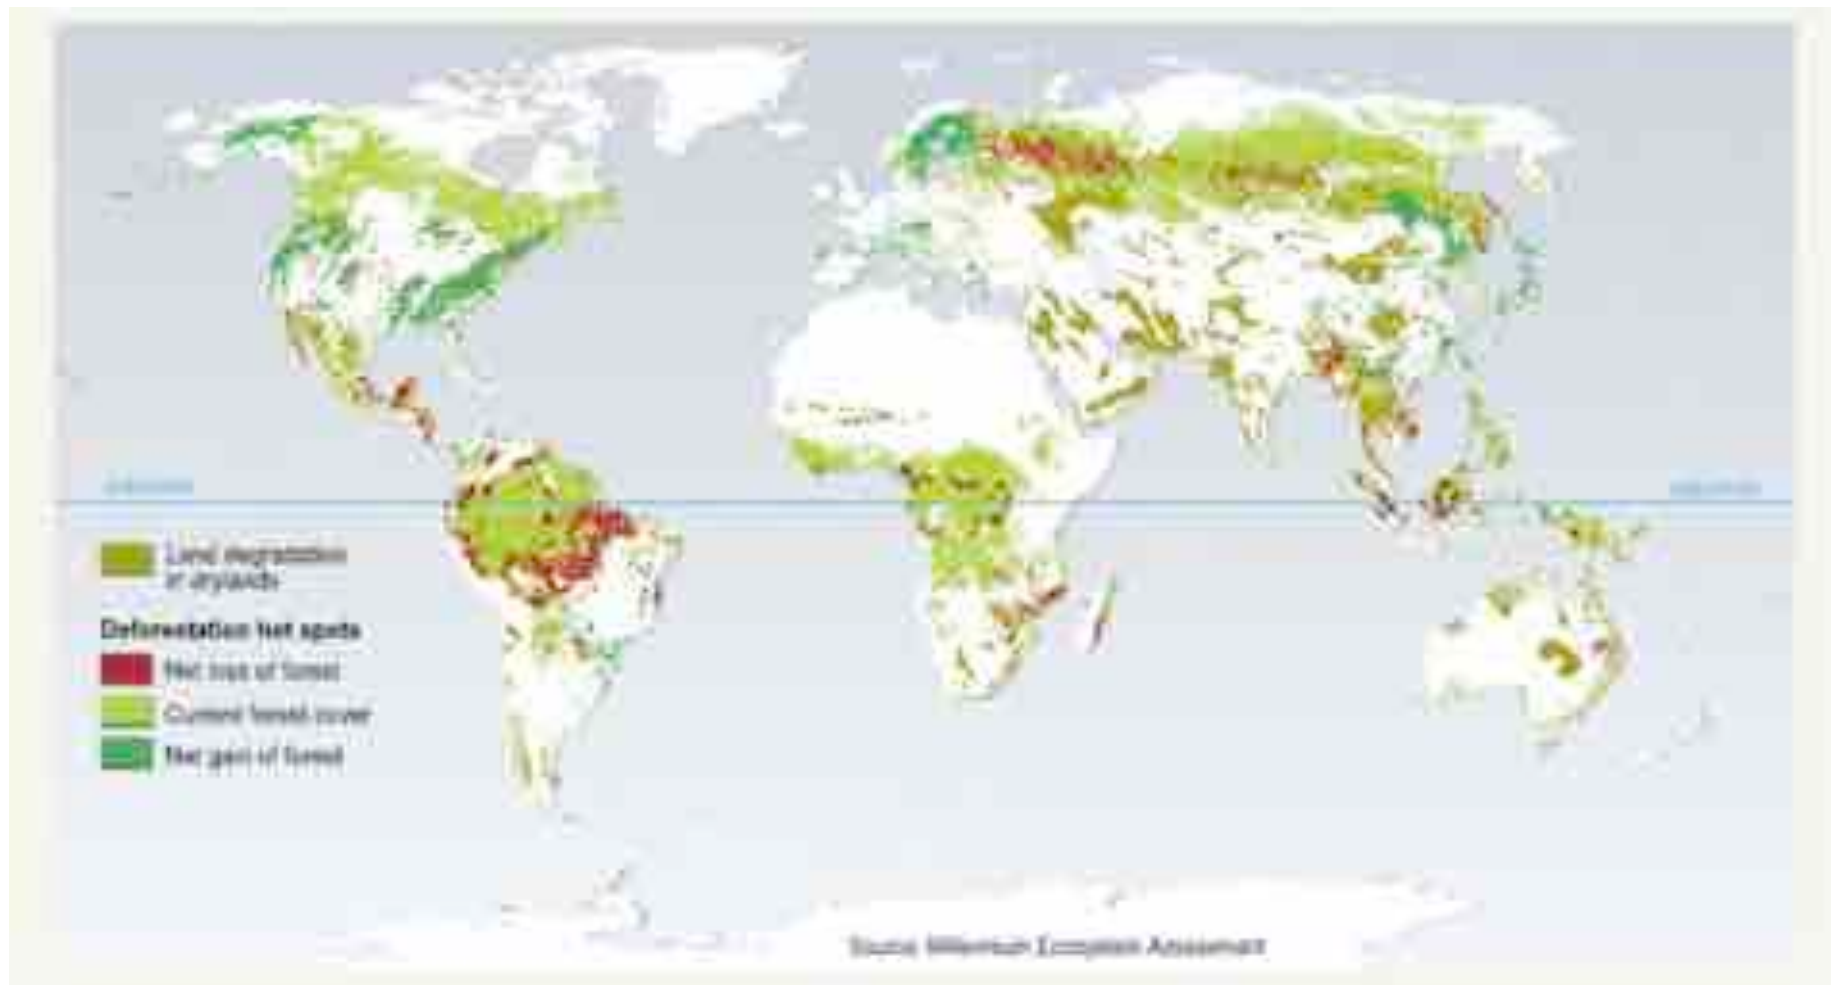 Land degradation
in drylands
Deforestation hot spots
Net loss of forest
Current forest cover
Net gain of forest
Source: Millennium Ecosystem Assessment